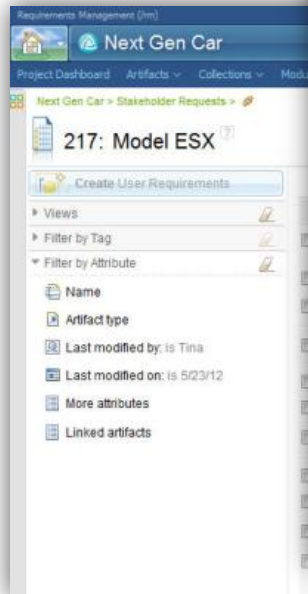 Requirements Management (/rm)
Next Gen Car
Project Dashboard Artifacts Collections
Next Gen Car > Stakeholder Requests >
217: Model ESX ?
Create User Requirements
Views
Filter by Tag
Filter by Attribute
Name
Artifact type
Last modified by: is Tina
Last modified on: is 5/23/12
More attributes
Linked artifacts